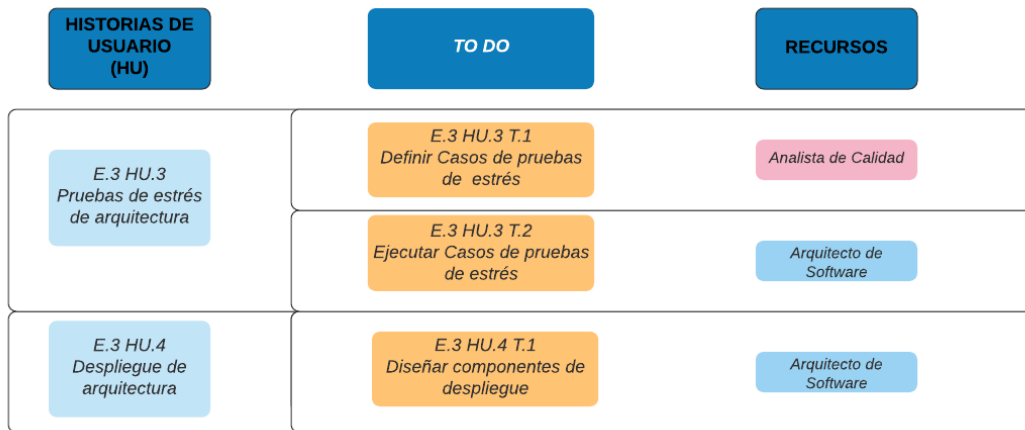 HISTORIAS DE
USUARIO
(HU)
TO DO
RECURSOS
E.3 HU.3
Pruebas de estrés
de arquitectura
E.3 HU.3 T.1
Definir Casos de pruebas
de estrés
Analista de Calidad
E.3 HU.3 T.2
Ejecutar Casos de pruebas
de estrés
Arquitecto de
Software
E.3 HU.4
Despliegue de
arquitectura
E.3 HU.4 T.1
Diseñar componentes de
despliegue
Arquitecto de
Software